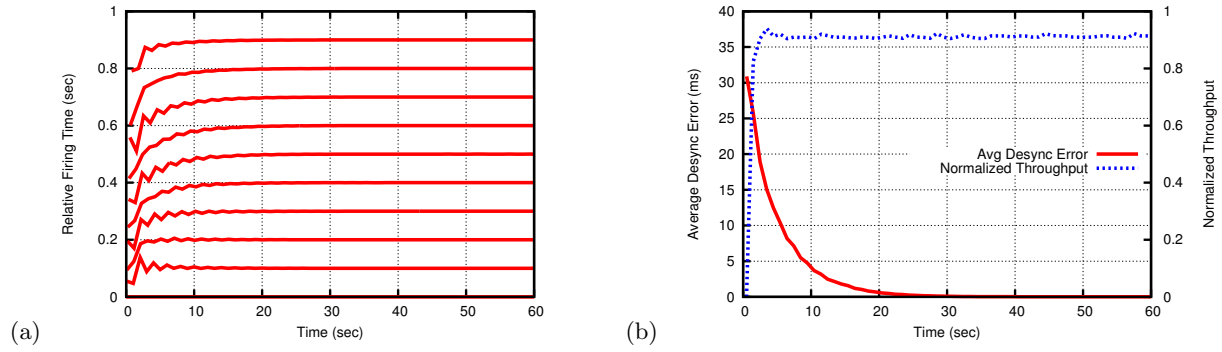 (a)
Relative Firing Time (sec)
1
0.8
0.6
0.4
0.2
0
0 10 20 30 40 50 60
Time (sec)
(b)
Average Desync Error (ms)
40
35
30
25
20
15
10
5
0
Avg Desync Error
Normalized Throughput
0 10 20 30 40 50 60
Time (sec)
1
0.8
0.6
0.4
0.2
0
Normalized Throughput